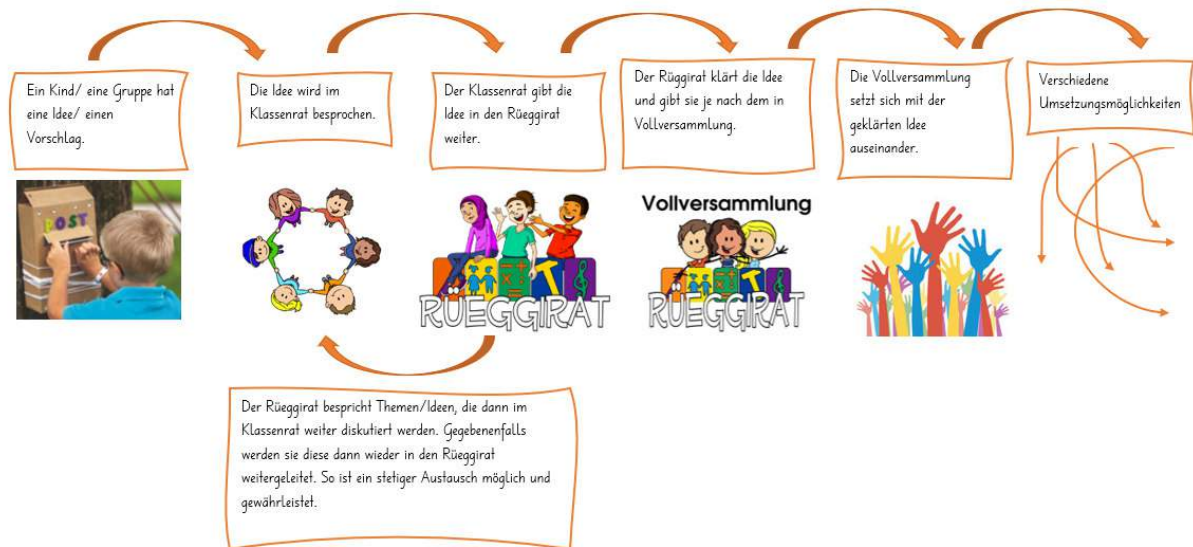 Ein Kind/ eine Gruppe hat
eine Idee/ einen
Vorschlag.
Die Idee wird im
Klassenrat besprochen.
Der Klassenrat gibt die
Idee in den Rüeggirat
weiter.
Der Rüggirat klärt die Idee
und gibt sie je nach dem in
Vollversammlung.
Die Vollversammlung
setzt sich mit der
geklärten Idee
auseinander.
Verschiedene
Umsetzungsmöglichkeiten
POST
RÜEGGIRAT
Vollversammlung
RÜEGGIRAT
Der Rüeggirat bespricht Themen/Ideen, die dann im
Klassenrat weiter diskutiert werden. Gegebenenfalls
werden sie diese dann wieder in den Rüeggirat
weitergeleitet. So ist ein stetiger Austausch möglich und
gewährleistet.